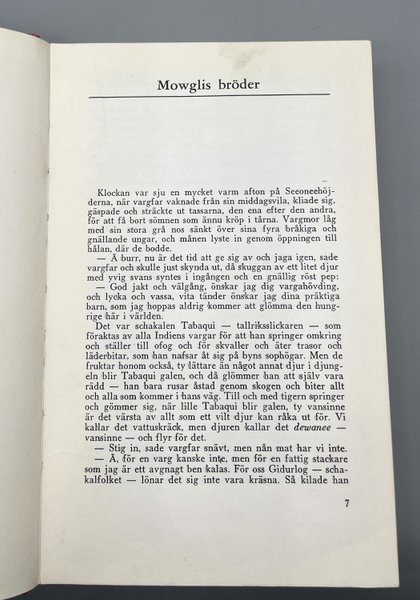 Mowglis bröder
Klockan var sju en mycket varm afton på Seeoneehöj-
derna, när vargfar vaknade från sin middagsvila, kliade sig,
gäspade och sträckte ut tassarna, den ena efter den andra,
för att få bort sömnen som ännu kröp i tårna. Vargmor låg
med sin stora grå nos sänkt över sina fyra bråkiga och
gnällande ungar, och månen lyste in genom öppningen till
hålan, där de bodde.
— Å burr, nu är det tid att ge sig av och jaga igen, sade
vargfar och skulle just skynda ut, då skuggan av ett litet djur
med yvig svans syntes i ingången och en gnällig röst pep:
— God jakt och välgång, önskar jag dig vargahövding,
och lycka och vassa, vita tänder önskar jag dina präktiga
barn, som jag hoppas aldrig kommer att glömma den hung-
rige här i världen.
Det var schakalen Tabaqui — tallriksslickaren — som
föraktas av alla Indiens vargar för att han springer omkring
och ställer till ofog och för skvaller och äter trasor och
läderbitar, som han nafsar åt sig på byns sophögar. Men de
fruktar honom också, ty lättare än något annat djur i djung-
eln blir Tabaqui galen, och då glömmer han att själv vara
rädd — han bara rusar åstad genom skogen och biter allt
och alla som kommer i hans väg. Till och med tigern springer
och gömmer sig, när lille Tabaqui blir galen, ty vansinne
är det värsta av allt som ett vilt djur kan råka ut för. Vi
kallar det vattuskräck, men djuren kallar det dewanee —
vansinne — och flyr för det.
— Stig in, sade vargfar snävt, men nån mat har vi inte.
— Å, för en varg kanske inte, men för en fattig stackare
som jag är ett avgnagt ben kalas. För oss Gidurlog — scha-
kalfolket — lönar det sig inte vara kräsna. Så kilade han
7